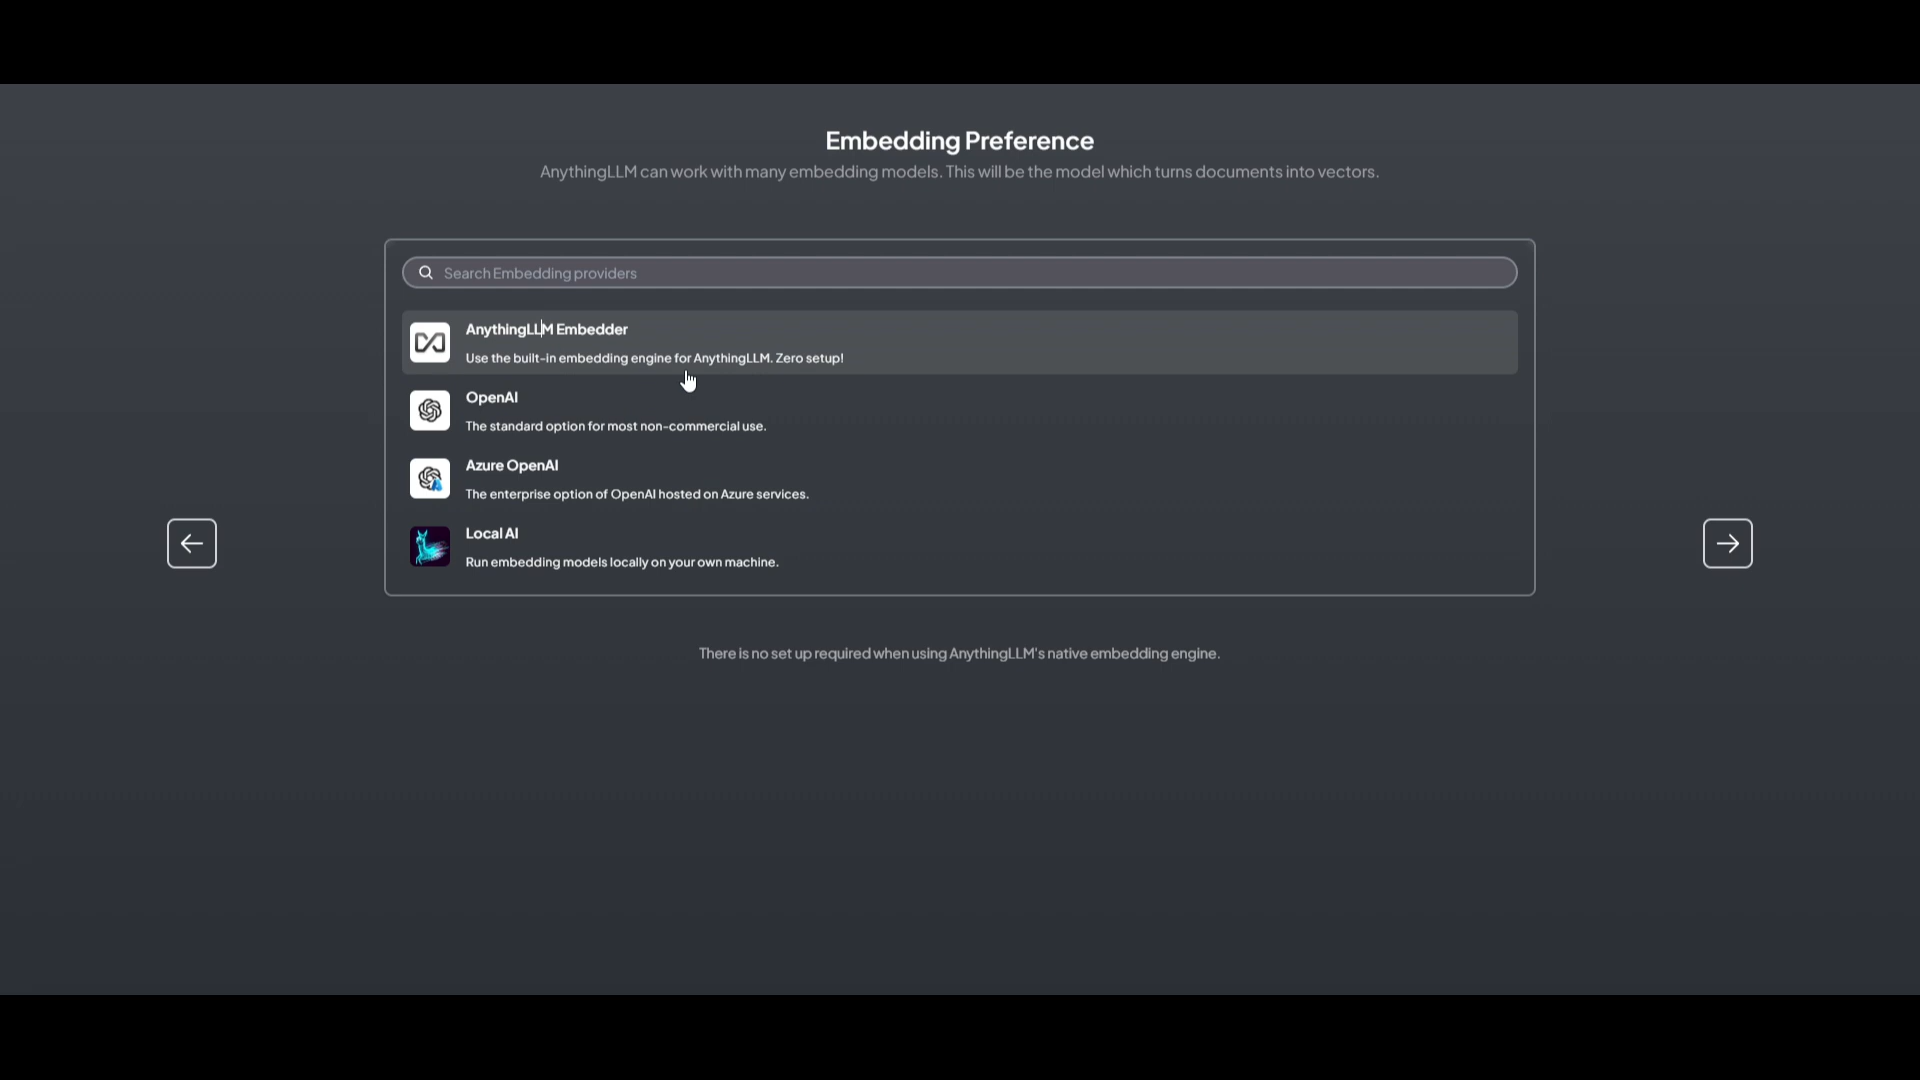 Embedding Preference
AnythingLLM can work with many embedding models. This will be the model which turns documents into vectors.
Search Embedding providers
AnythingLLM Embedder
Use the built-in embedding engine for AnythingLLM. Zero setup!
OpenAI
The standard option for most non-commercial use.
Azure OpenAI
The enterprise option of OpenAI hosted on Azure services.
Local AI
Run embedding models locally on your own machine.
There is no set up required when using AnythingLLM's native embedding engine.